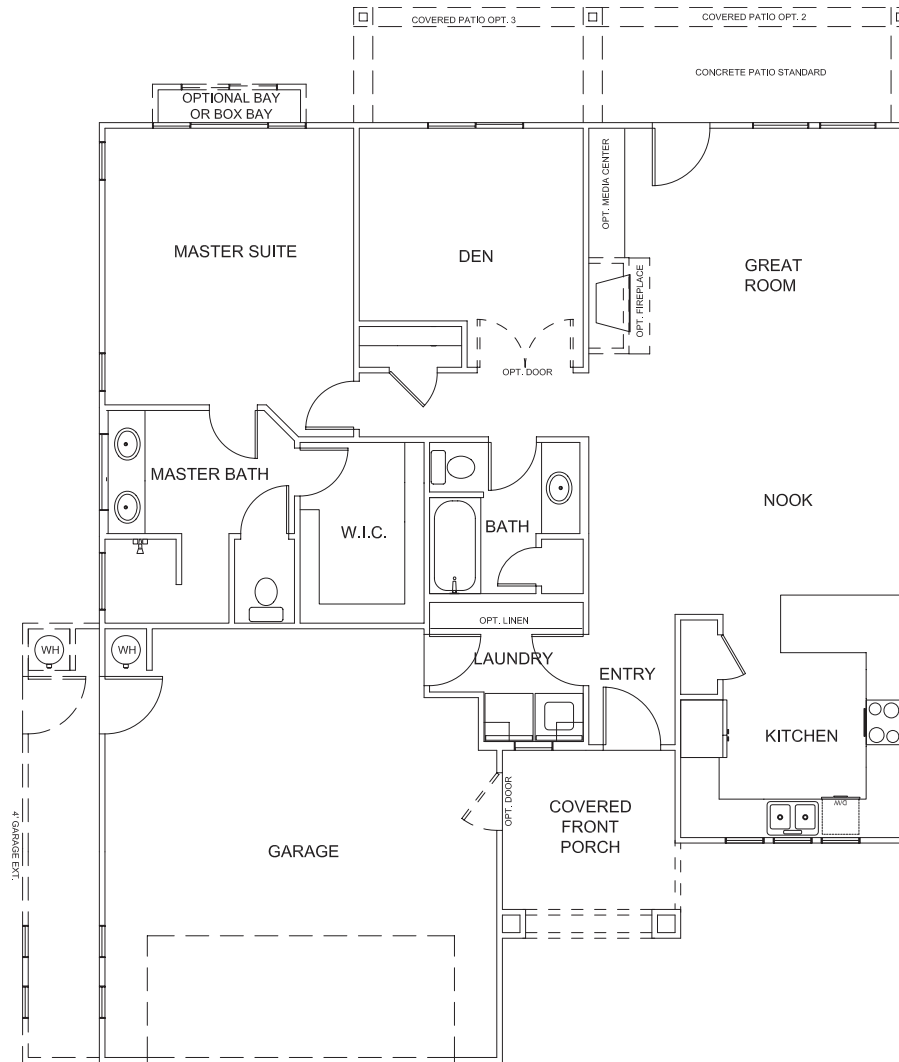 COVERED PATIO OPT. 3
COVERED PATIO OPT. 2
CONCRETE PATIO STANDARD
OPTIONAL BAY
OR BOX BAY
OPT. MEDIA CENTER
MASTER SUITE
DEN
GREAT
ROOM
OPT. FIREPLACE
OPT. DOOR
MASTER BATH
NOOK
W.I.C.
BATH
OPT. LINEN
WH
WH
LAUNDRY
ENTRY
KITCHEN
D/W
OPT. DOOR
COVERED
FRONT
PORCH
4' GARAGE EXT.
GARAGE